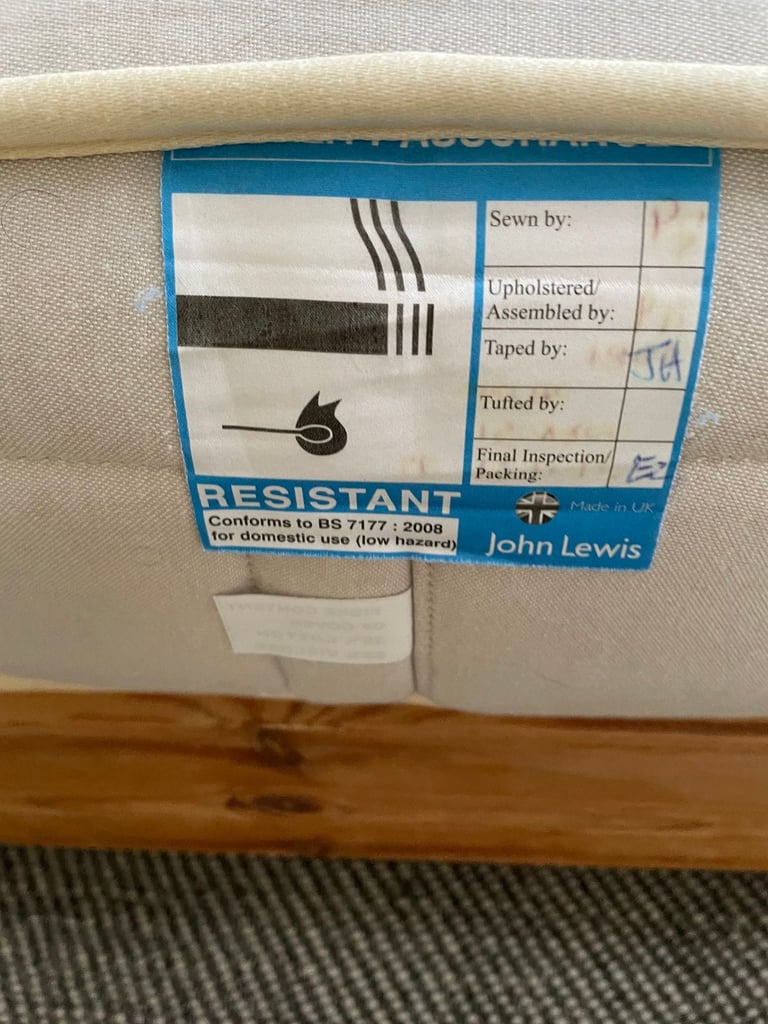 Sewn by:
Upholstered/
Assembled by:
Taped by: JH
Tufted by:
Final Inspection/
Packing:
RESISTANT
Conforms to BS 7177 : 2008
for domestic use (low hazard)
Made in UK
John Lewis